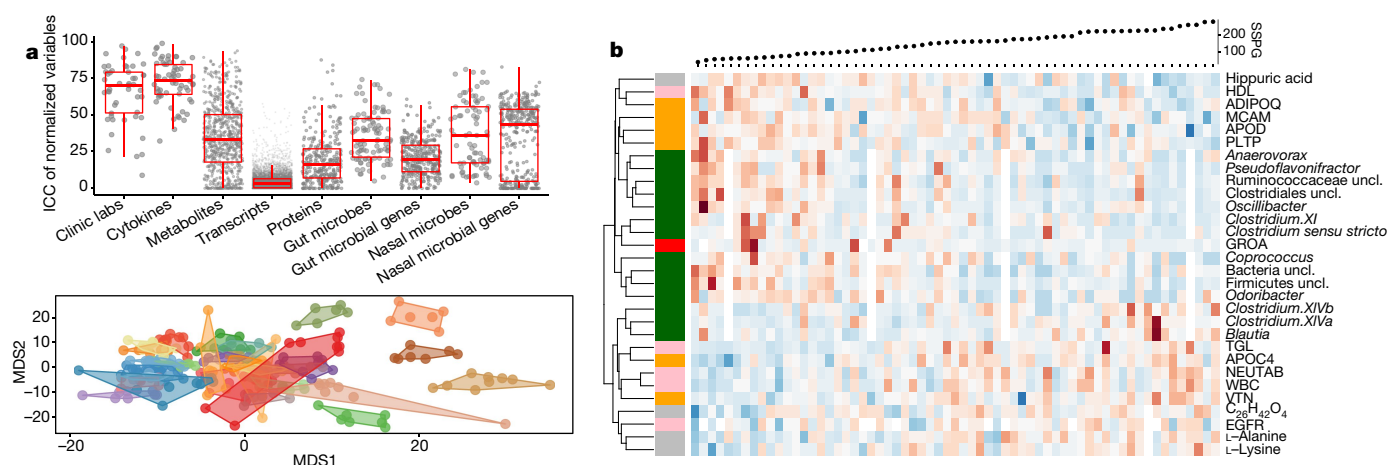 a
ICC of normalized variables
100
75
50
25
0
Clinic labs
Cytokines
Metabolites
Transcripts
Proteins
Gut microbes
Gut microbial genes
Nasal microbes
Nasal microbial genes
MDS2
20
10
0
−10
−20
−20
0
20
MDS1
b
200
100
SSPG
Hippuric acid
HDL
ADIPOQ
MCAM
APOD
PLTP
Anaerovorax
Pseudoflavonifractor
Ruminococcaceae uncl.
Clostridiales uncl.
Oscillibacter
Clostridium.XI
Clostridium sensu stricto
GROA
Coprococcus
Bacteria uncl.
Firmicutes uncl.
Odoribacter
Clostridium.XIVb
Clostridium.XIVa
Blautia
TGL
APOC4
NEUTAB
WBC
VTN
C26H42O4
EGFR
L–Alanine
L–Lysine